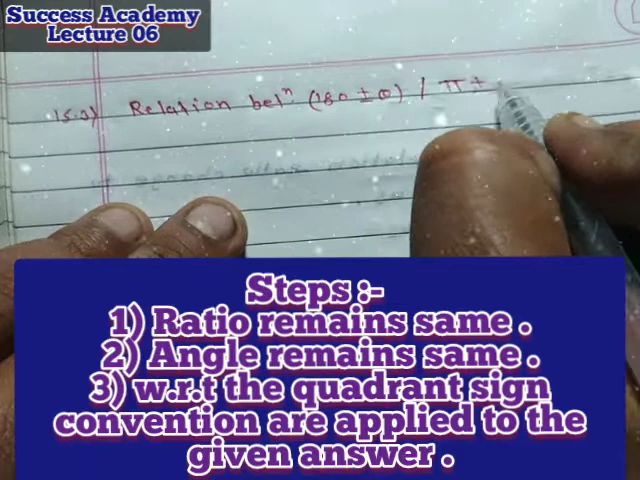 Success Academy
Lecture 06
15.3) Relation betⁿ (180 ± θ) / π ±
Steps :-
1) Ratio remains same .
2) Angle remains same .
3) w.r.t the quadrant sign
convention are applied to the
given answer .